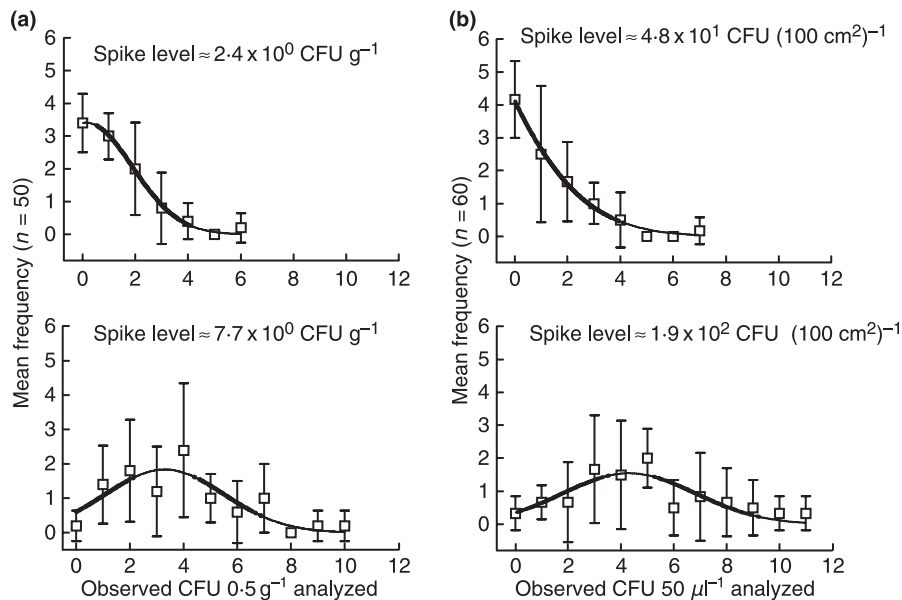 (a)
Spike level ≈ 2·4 x 10⁰ CFU g⁻¹
6
5
4
3
2
1
0
0 2 4 6 8 10 12
Spike level ≈ 7·7 x 10⁰ CFU g⁻¹
6
5
4
3
2
1
0
0 2 4 6 8 10 12
Mean frequency (n = 50)
Observed CFU 0·5 g⁻¹ analyzed
(b)
Spike level ≈ 4·8 x 10¹ CFU (100 cm²)⁻¹
6
5
4
3
2
1
0
0 2 4 6 8 10 12
Spike level ≈ 1·9 x 10² CFU (100 cm²)⁻¹
6
5
4
3
2
1
0
0 2 4 6 8 10 12
Mean frequency (n = 60)
Observed CFU 50 µl⁻¹ analyzed